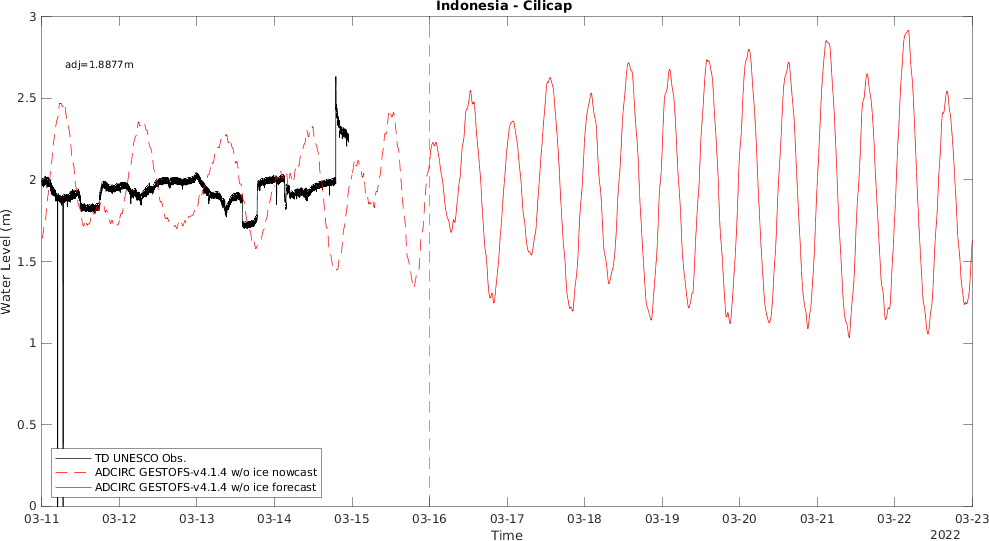 Indonesia - Cilicap
adj=1.8877m
3
2.5
2
1.5
1
0.5
0
Water Level (m)
TD UNESCO Obs.
ADCIRC GESTOFS-v4.1.4 w/o ice nowcast
ADCIRC GESTOFS-v4.1.4 w/o ice forecast
03-11 03-12 03-13 03-14 03-15 03-16 03-17 03-18 03-19 03-20 03-21 03-22 03-23
Time
2022